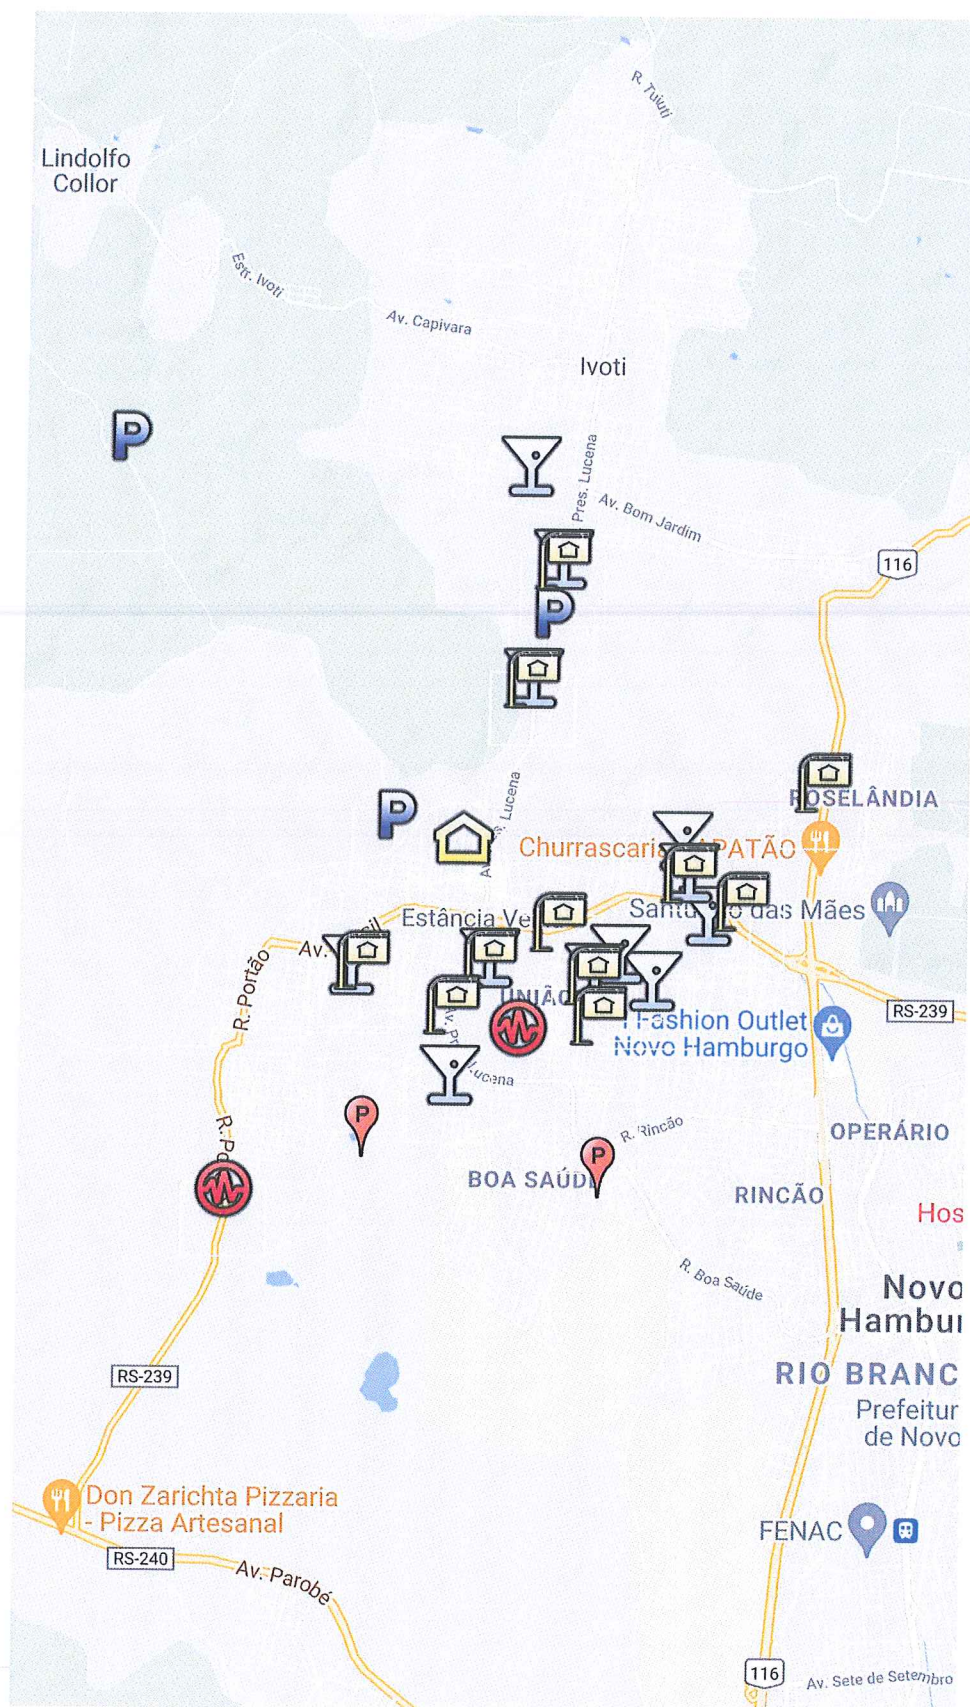 R. Tuiuti
Lindolfo
Collor
Estr. Ivoti
Av. Capivara
Ivoti
P
Pres. Lucena
Av. Bom Jardim
116
P
ROSELÂNDIA
P
Lucena
Churrascaria
APATÃO
Estância Ve
das Mães
Av.
R. Portão
UNIÃO
RS-239
Fashion Outlet
Novo Hamburgo
Lucena
P
R. Rincão
OPERÁRIO
P
BOA SAÚD
RINCÃO
Hos
R. Boa Saúde
Novo
Hambu
RS-239
RIO BRANC
Prefeitur
de Novo
Don Zarichta Pizzaria
- Pizza Artesanal
FENAC
RS-240
Av. Parobé
116
Av. Sete de Setembro